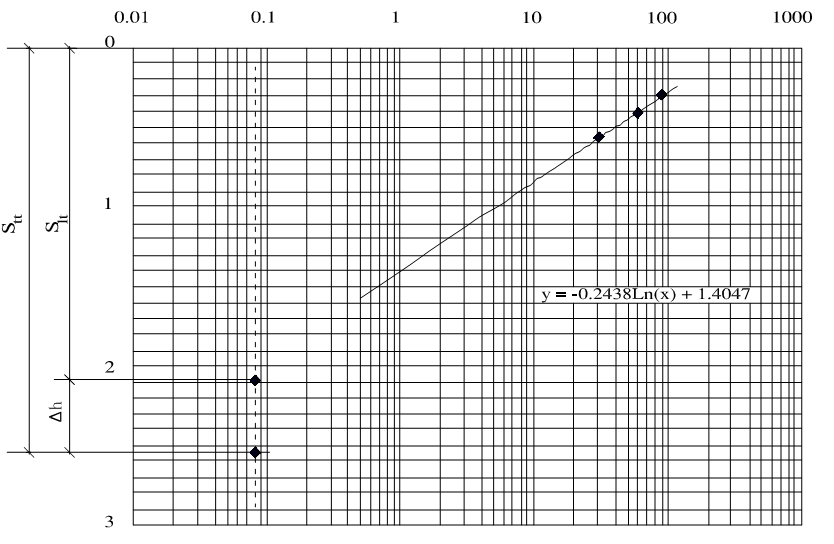 0.01 0.1 1 10 100 1000
0
1
2
3
Stt
Slt
Δh
y = -0.2438Ln(x) + 1.4047